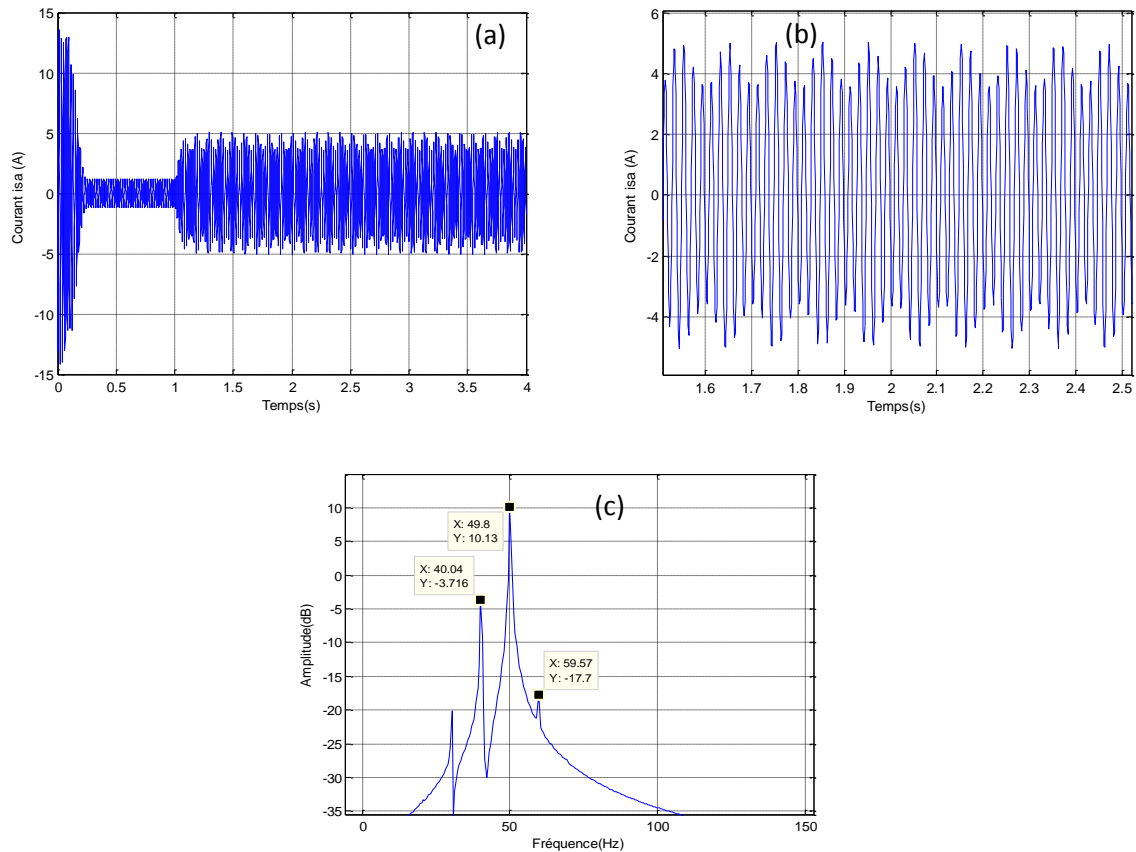 (a)
Courant isa (A)
15
10
5
0
-5
-10
-15
0 0.5 1 1.5 2 2.5 3 3.5 4
Temps(s)
(b)
Courant isa (A)
6
4
2
0
-2
-4
1.6 1.7 1.8 1.9 2 2.1 2.2 2.3 2.4 2.5
Temps(s)
(c)
Amplitude(dB)
10
5
0
-5
-10
-15
-20
-25
-30
-35
X: 49.8
Y: 10.13
X: 40.04
Y: -3.716
X: 59.57
Y: -17.7
0 50 100 150
Fréquence(Hz)